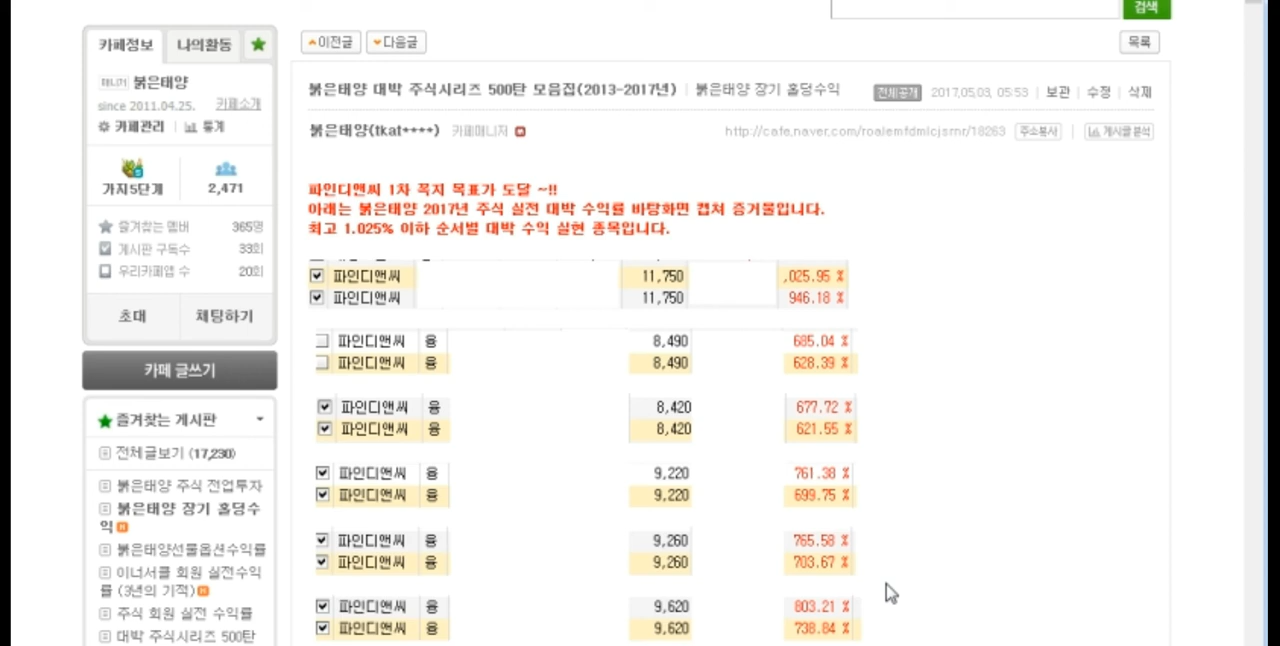 검색
카페정보 나의활동
이전글 다음글 목록
매니저 붉은태양
since 2011.04.25. 카페소개
카페관리 통계
가지5단계 2,471
즐겨찾는 멤버 365명
게시판 구독수 33회
우리카페앱 수 20회
초대 채팅하기
카페 글쓰기
즐겨찾는 게시판
전체글보기 (17,230)
붉은태양 주식 전업투자
붉은태양 장기 홀딩수
익
붉은태양선물옵션수익률
이너서클 회원 실전수익
률 (3년의 기적)
주식 회원 실전 수익률
대박 주식시리즈 500탄
붉은태양 대박 주식시리즈 500탄 모음집(2013-2017년) 붉은태양 장기 홀딩수익 전체공개 2017.05.03. 05:53 보관 수정 삭제
붉은태양(tkat****) 카페매니저 http://cafe.naver.com/roalemfdmlcjsrnr/18263 주소복사 게시글 분석
파인디앤씨 1차 꼭지 목표가 도달 ~!!
아래는 붉은태양 2017년 주식 실전 대박 수익률 바탕화면 캡쳐 증거물입니다.
최고 1.025% 이하 순서별 대박 수익 실현 종목입니다.
파인디앤씨 11,750 ,025.95 %
파인디앤씨 11,750 946.18 %
파인디앤씨 융 8,490 685.04 %
파인디앤씨 융 8,490 628.39 %
파인디앤씨 융 8,420 677.72 %
파인디앤씨 융 8,420 621.55 %
파인디앤씨 융 9,220 761.38 %
파인디앤씨 융 9,220 699.75 %
파인디앤씨 융 9,260 765.58 %
파인디앤씨 융 9,260 703.67 %
파인디앤씨 융 9,620 803.21 %
파인디앤씨 융 9,620 738.84 %